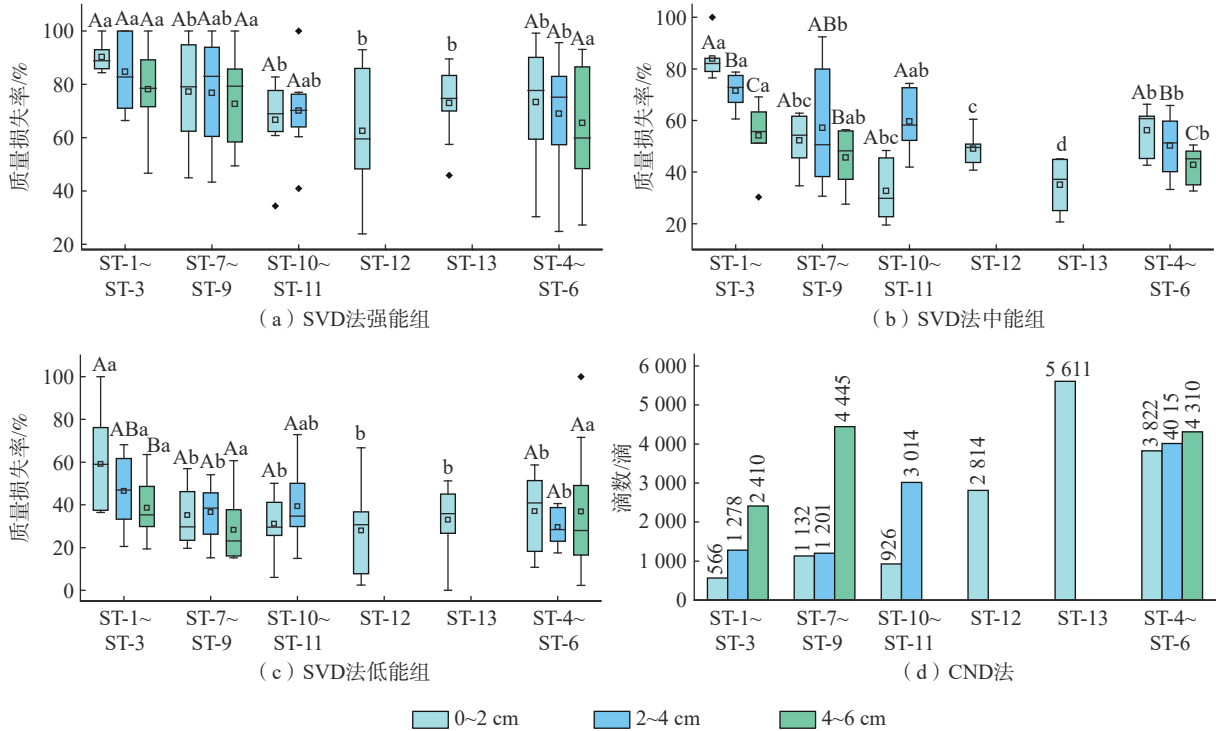 质量损失率/%
100
80
60
40
20
Aa Aa Aa Ab Aab Aa Ab Aab b b Ab Ab Aa
ST-1~
ST-3
ST-7~
ST-9
ST-10~
ST-11
ST-12
ST-13
ST-4~
ST-6
（a）SVD法强能组
质量损失率/%
100
80
60
40
20
Aa Ba Ca Abc ABb Bab Abc Aab c d Ab Bb Cb
ST-1~
ST-3
ST-7~
ST-9
ST-10~
ST-11
ST-12
ST-13
ST-4~
ST-6
（b）SVD法中能组
质量损失率/%
100
80
60
40
20
0
Aa ABa Ba Ab Ab Aa Ab Aab b b Ab Ab Aa
ST-1~
ST-3
ST-7~
ST-9
ST-10~
ST-11
ST-12
ST-13
ST-4~
ST-6
（c）SVD法低能组
滴数/滴
6 000
5 000
4 000
3 000
2 000
1 000
0
566 1 278 2 410 1 132 1 201 4 445 926 3 014 2 814 5 611 3 822 4 015 4 310
ST-1~
ST-3
ST-7~
ST-9
ST-10~
ST-11
ST-12
ST-13
ST-4~
ST-6
（d）CND法
0~2 cm 2~4 cm 4~6 cm